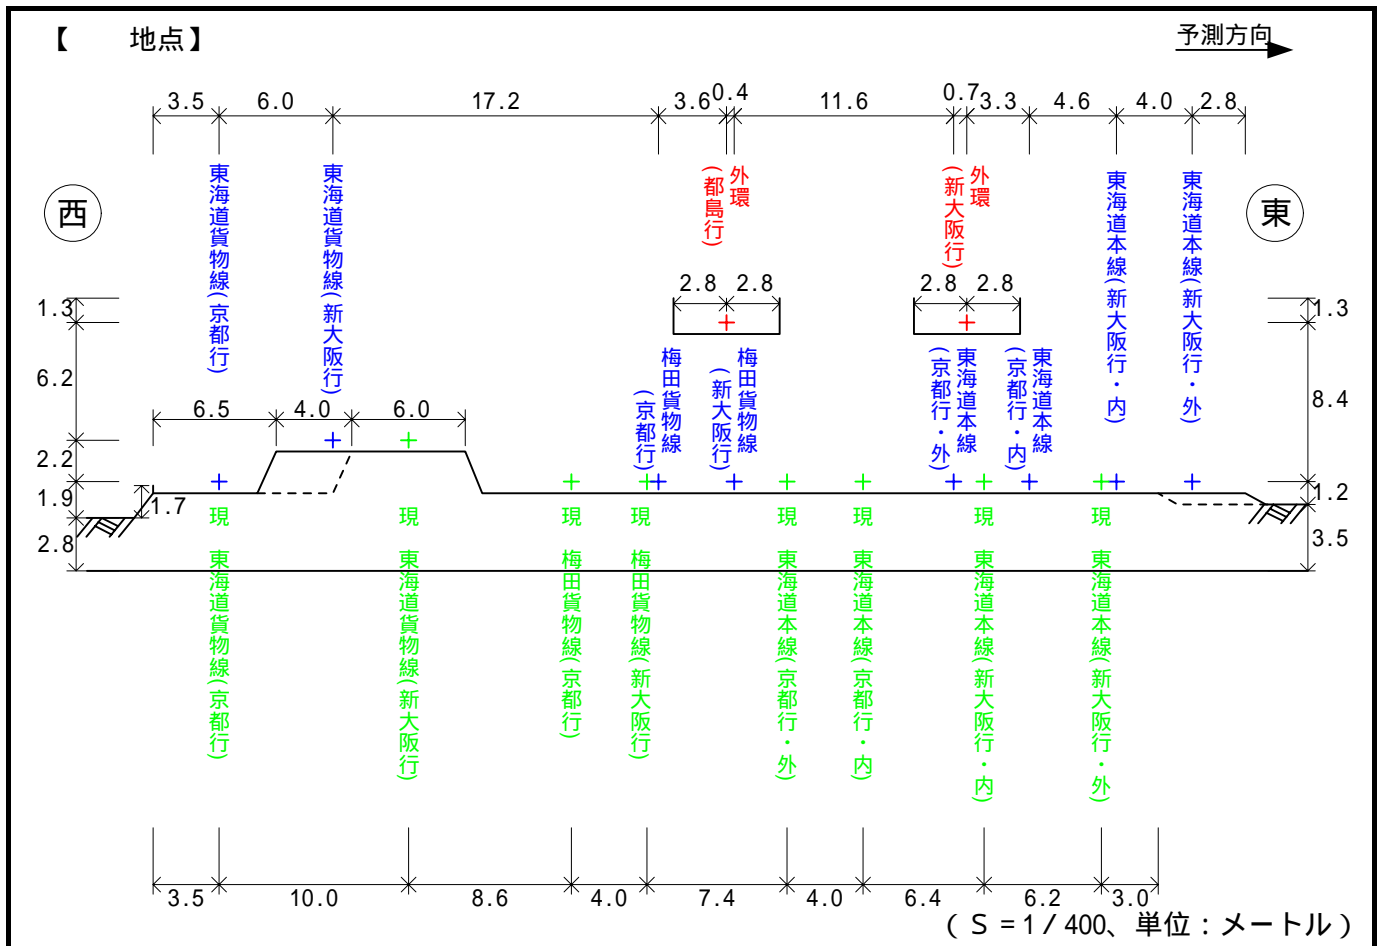 【　　地点】
予測方向
3.5 6.0 17.2 3.6 0.4 11.6 0.7 3.3 4.6 4.0 2.8
西
東
東海道貨物線(京都行)
東海道貨物線(新大阪行)
外環
(都島行)
外環
(新大阪行)
東海道本線(新大阪行・内)
東海道本線(新大阪行・外)
2.8 2.8
2.8 2.8
1.3
6.2
2.2
1.9
2.8
1.7
1.3
8.4
1.2
3.5
6.5 4.0 6.0
梅田貨物線
(京都行)
梅田貨物線
(新大阪行)
東海道本線
(京都行・外)
東海道本線
(京都行・内)
現　東海道貨物線(京都行)
現　東海道貨物線(新大阪行)
現　梅田貨物線(京都行)
現　梅田貨物線(新大阪行)
現　東海道本線(京都行・外)
現　東海道本線(京都行・内)
現　東海道本線(新大阪行・内)
現　東海道本線(新大阪行・外)
3.5 10.0 8.6 4.0 7.4 4.0 6.4 6.2 3.0
(S=1/400、単位:メートル)